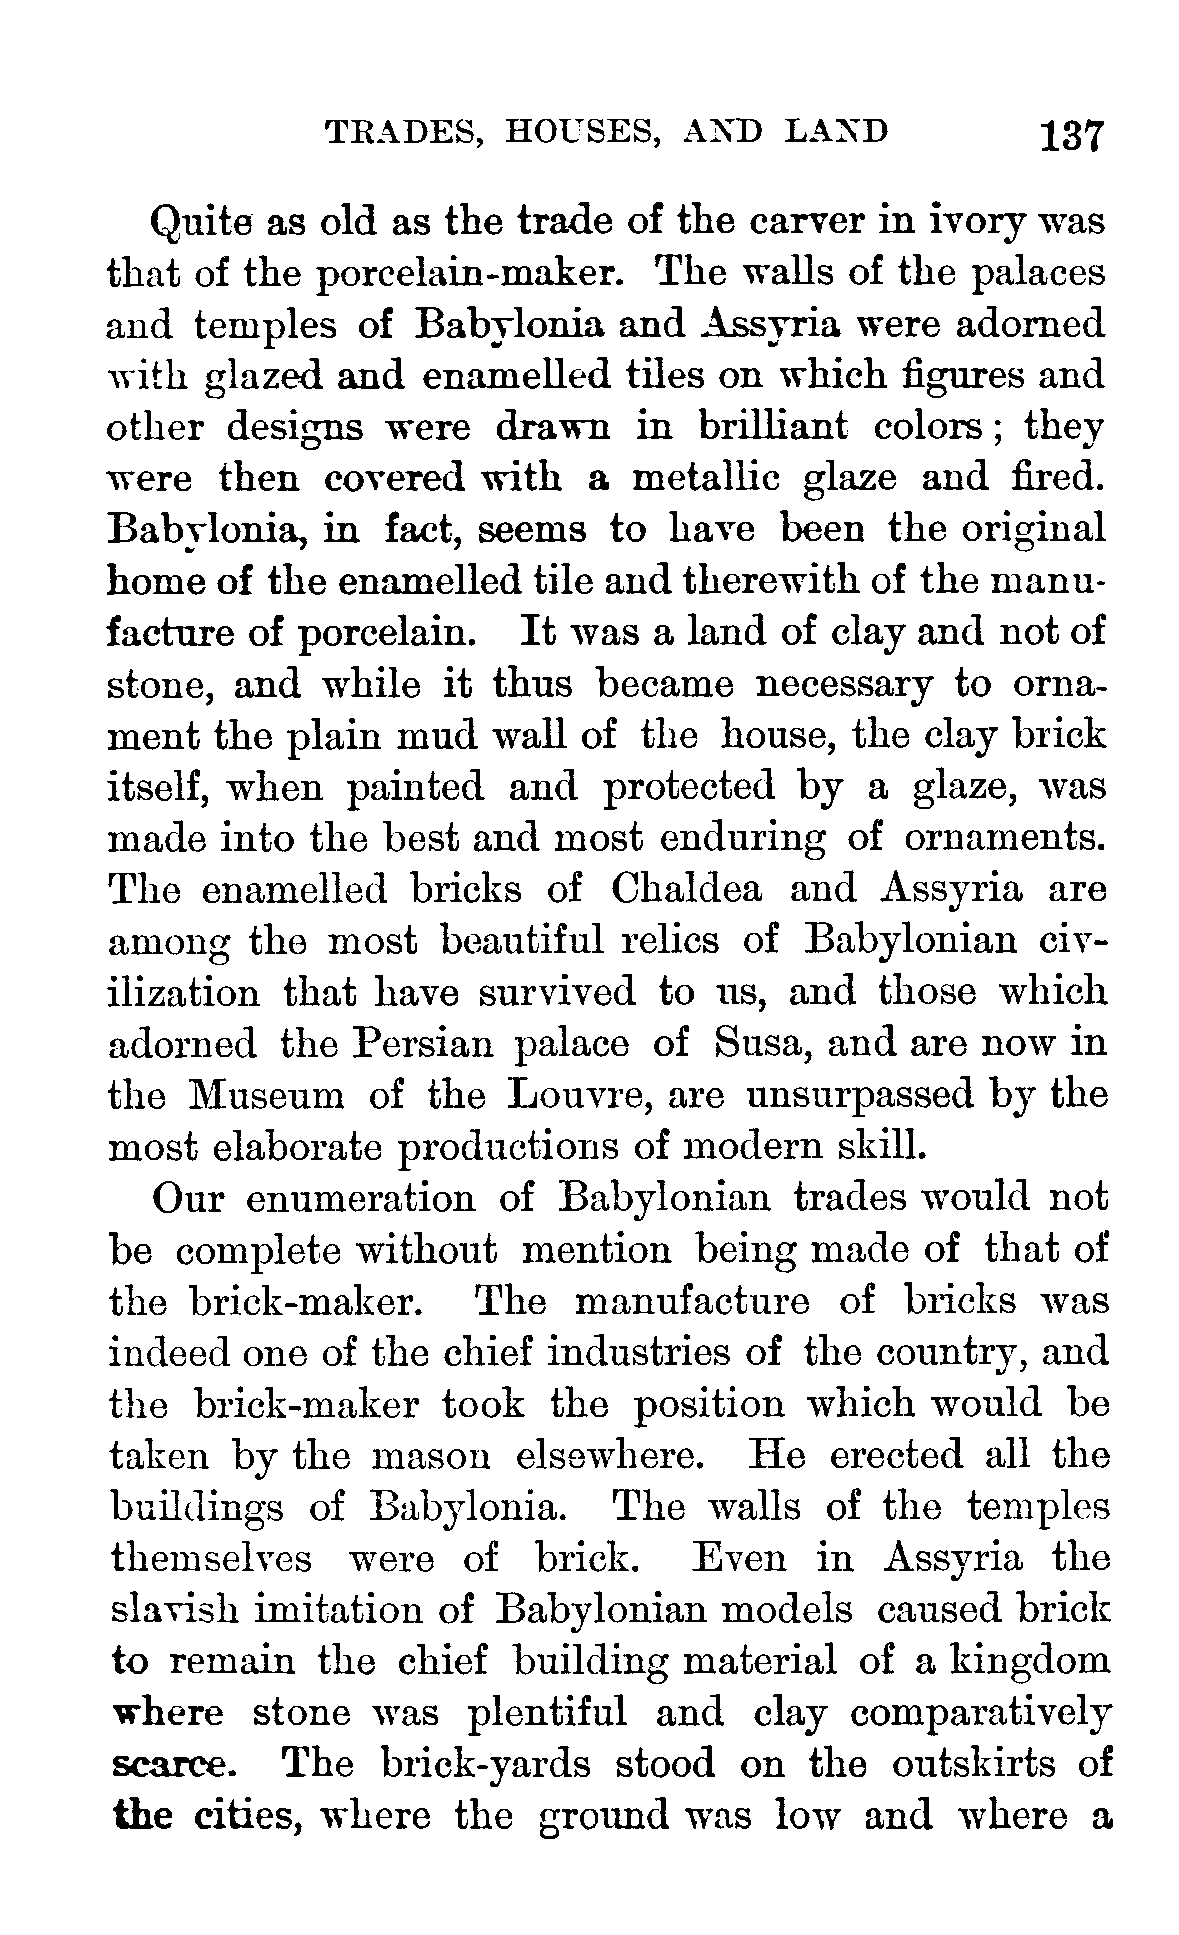 TRADES, HOUSES, AND LAND 137
Quite as old as the trade of the carver in ivory was
that of the porcelain-maker. The walls of the palaces
and temples of Babylonia and Assyria were adorned
with glazed and enamelled tiles on which figures and
other designs were drawn in brilliant colors; they
were then covered with a metallic glaze and fired.
Babylonia, in fact, seems to have been the original
home of the enamelled tile and therewith of the manu-
facture of porcelain. It was a land of clay and not of
stone, and while it thus became necessary to orna-
ment the plain mud wall of the house, the clay brick
itself, when painted and protected by a glaze, was
made into the best and most enduring of ornaments.
The enamelled bricks of Chaldea and Assyria are
among the most beautiful relics of Babylonian civ-
ilization that have survived to us, and those which
adorned the Persian palace of Susa, and are now in
the Museum of the Louvre, are unsurpassed by the
most elaborate productions of modern skill.
Our enumeration of Babylonian trades would not
be complete without mention being made of that of
the brick-maker. The manufacture of bricks was
indeed one of the chief industries of the country, and
the brick-maker took the position which would be
taken by the mason elsewhere. He erected all the
buildings of Babylonia. The walls of the temples
themselves were of brick. Even in Assyria the
slavish imitation of Babylonian models caused brick
to remain the chief building material of a kingdom
where stone was plentiful and clay comparatively
scarce. The brick-yards stood on the outskirts of
the cities, where the ground was low and where a